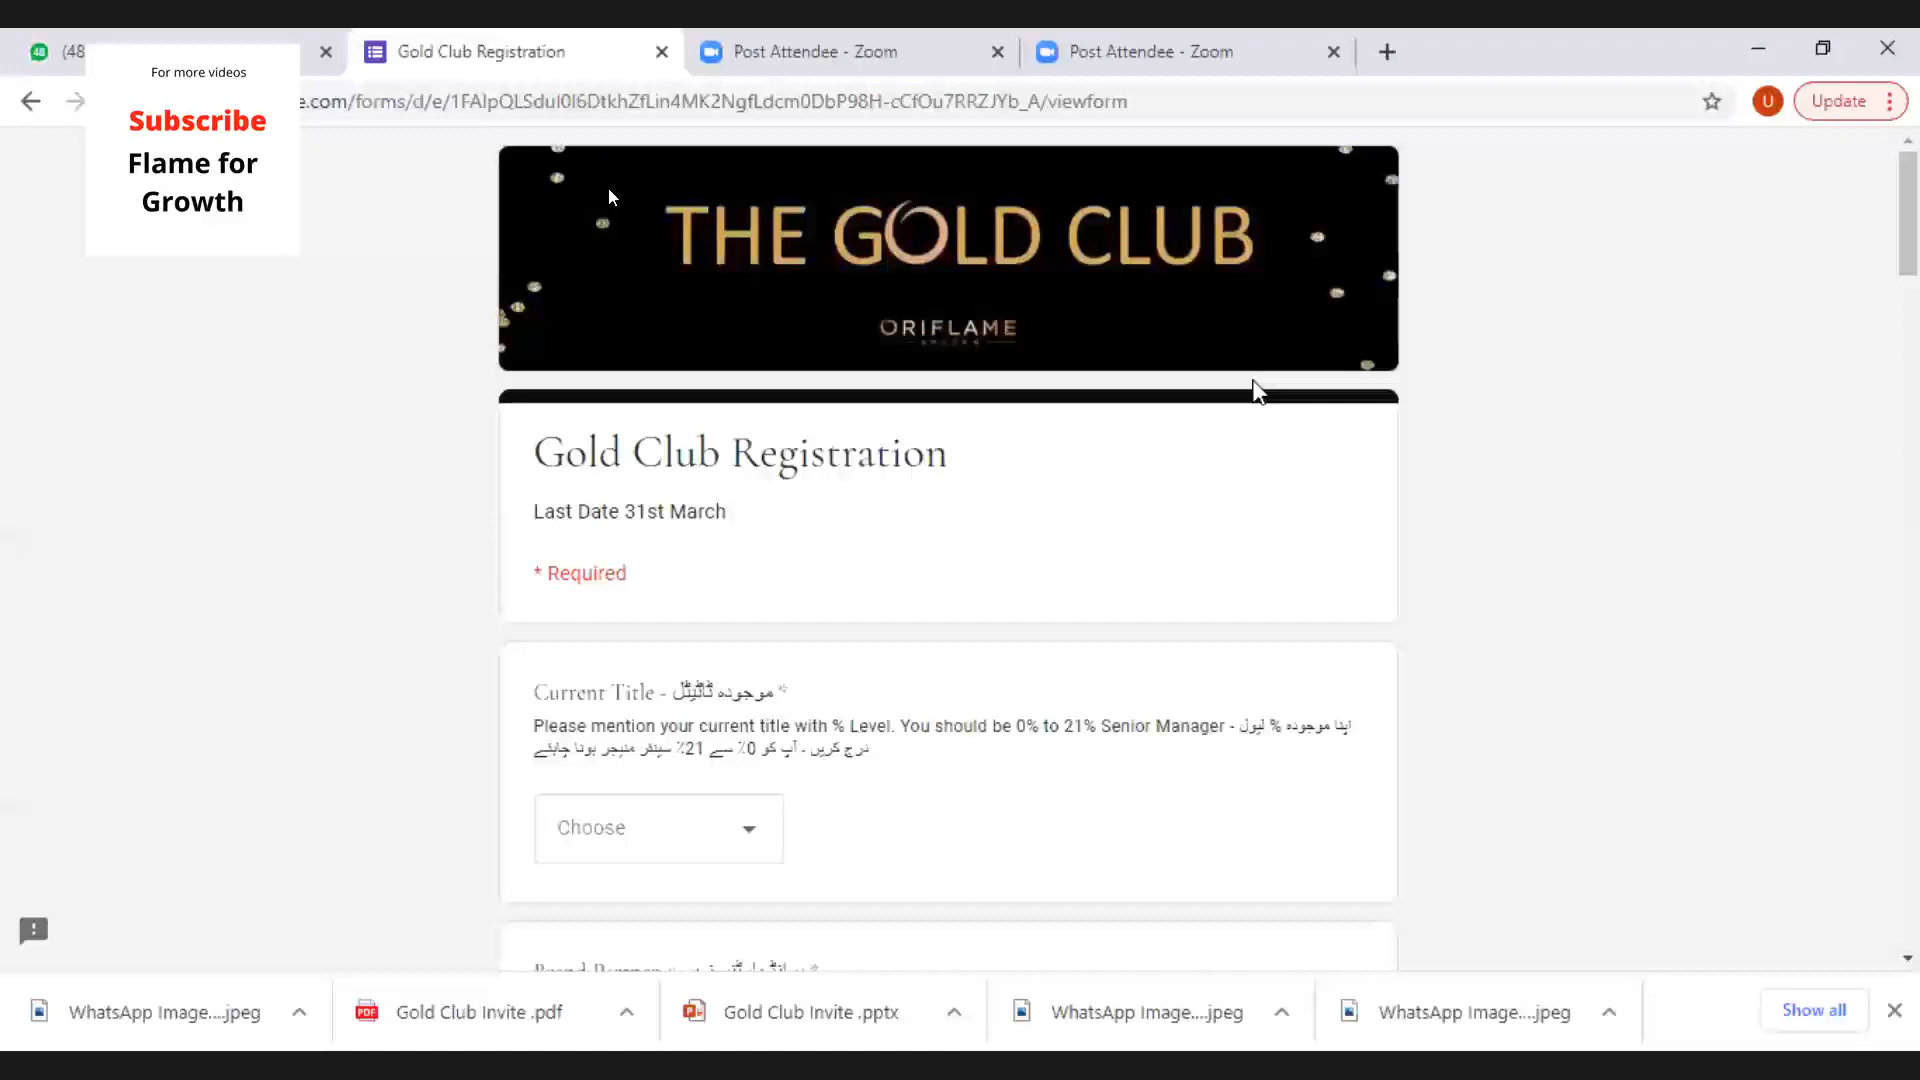 (48
Gold Club Registration
Post Attendee - Zoom
Post Attendee - Zoom
For more videos
Subscribe
Flame for
Growth
e.com/forms/d/e/1FAIpQLSduI0I6DtkhZfLin4MK2NgfLdcm0DbP98H-cCfOu7RRZJYb_A/viewform
U
Update
THE GOLD CLUB
ORIFLAME
Gold Club Registration
Last Date 31st March
* Required
Current Title - موجودہ ٹائیٹل *
Please mention your current title with % Level. You should be 0% to 21% Senior Manager - اپنا موجودہ % لیول
درج کریں - آپ کو 0٪ سے 21٪ سینئر منیجر ہونا چاہئے
Choose
WhatsApp Image....jpeg
Gold Club Invite .pdf
Gold Club Invite .pptx
WhatsApp Image....jpeg
WhatsApp Image....jpeg
Show all